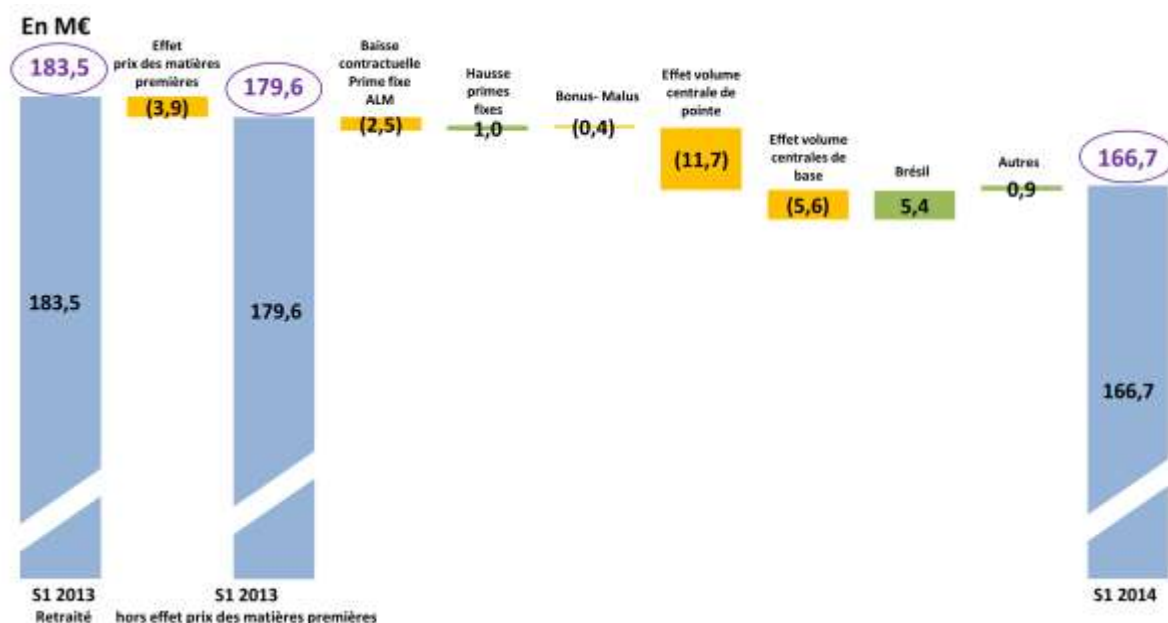 En M€
183,5
Effet
prix des matières
premières
(3,9)
179,6
Baisse
contractuelle
Prime fixe
ALM
(2,5)
Hausse
primes
fixes
1,0
Bonus- Malus
(0,4)
Effet volume
centrale de
pointe
(11,7)
Effet volume
centrales de
base
(5,6)
Brésil
5,4
Autres
0,9
166,7
183,5
179,6
166,7
S1 2013
Retraité
S1 2013
hors effet prix des matières premières
S1 2014